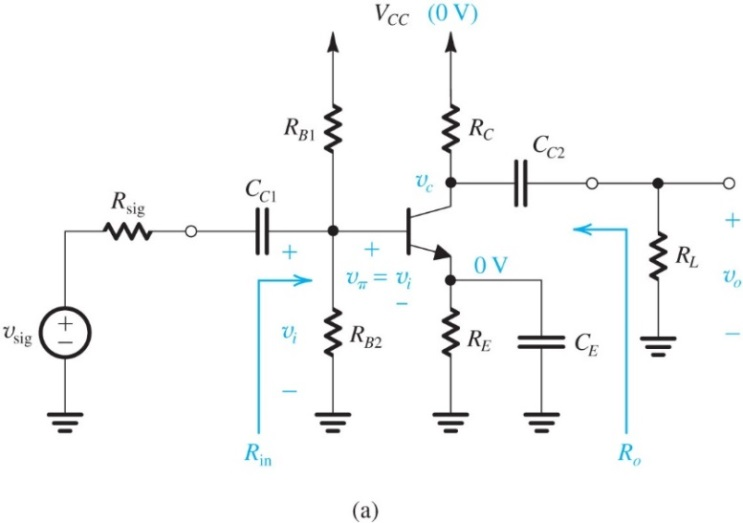 V_CC (0 V)
R_B1
R_C
C_C2
v_c
C_C1
R_sig
+
+
0 V
R_L
+
v_π = v_i
−
v_o
v_sig
+
−
v_i
R_B2
R_E
C_E
−
−
R_in
R_o
(a)